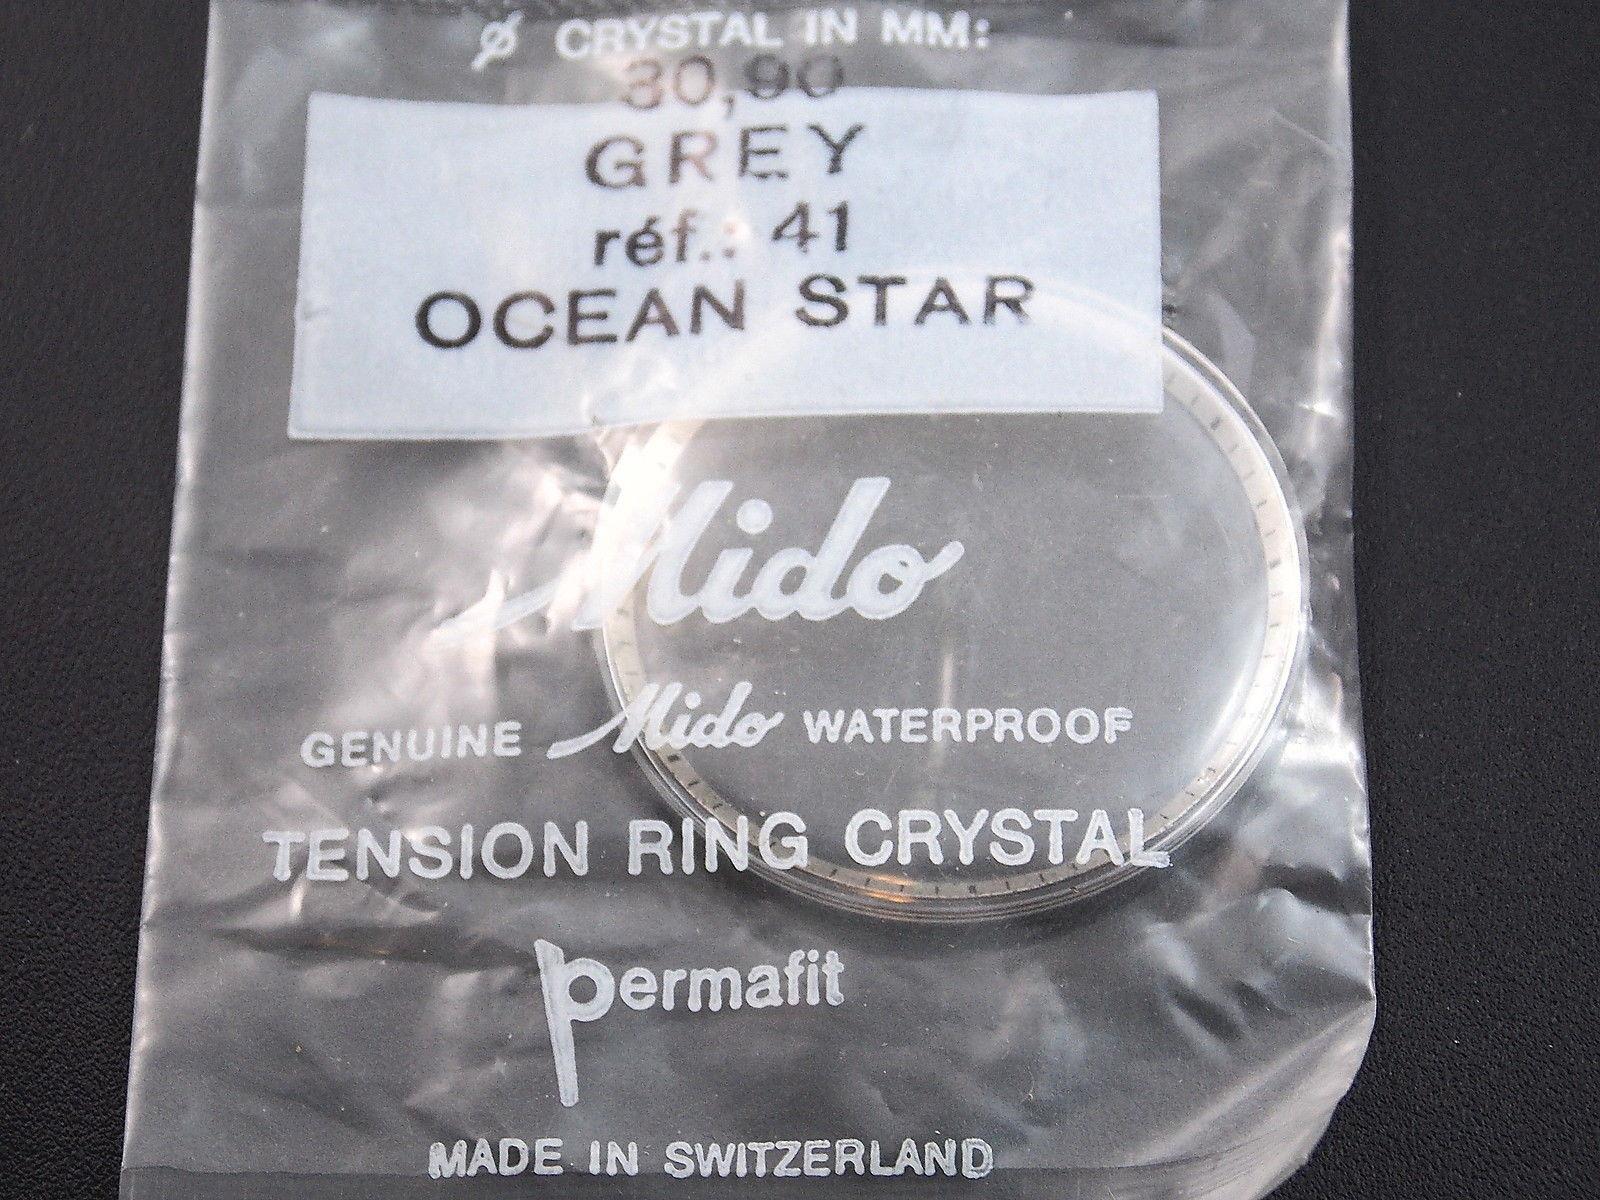 Ø CRYSTAL IN MM:
30,90
GREY
réf.: 41
OCEAN STAR
Mido
GENUINE Mido WATERPROOF
TENSION RING CRYSTAL
permafit
MADE IN SWITZERLAND